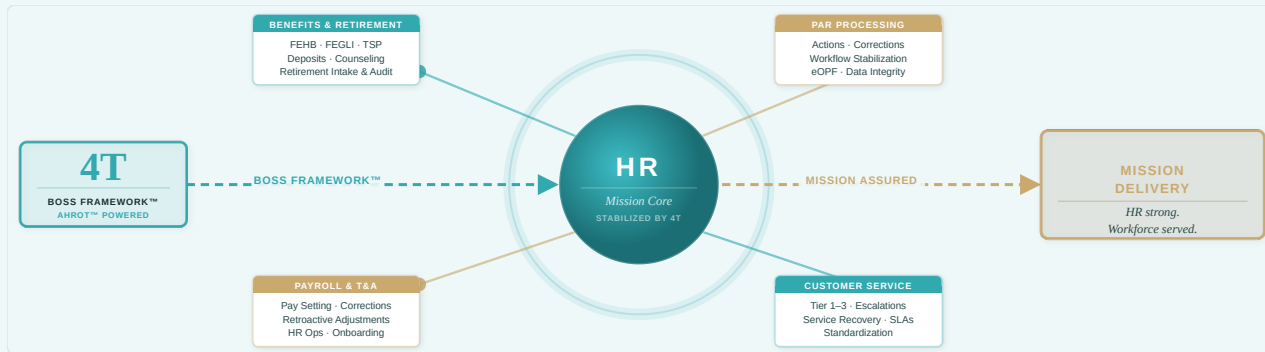 BENEFITS & RETIREMENT
FEHB · FEGLI · TSP
Deposits · Counseling
Retirement Intake & Audit
PAR PROCESSING
Actions · Corrections
Workflow Stabilization
eOPF · Data Integrity
4T
BOSS FRAMEWORK™
AHROT™ POWERED
BOSS FRAMEWORK™
HR
Mission Core
STABILIZED BY 4T
MISSION ASSURED
MISSION
DELIVERY
HR strong.
Workforce served.
PAYROLL & T&A
Pay Setting · Corrections
Retroactive Adjustments
HR Ops · Onboarding
CUSTOMER SERVICE
Tier 1–3 · Escalations
Service Recovery · SLAs
Standardization